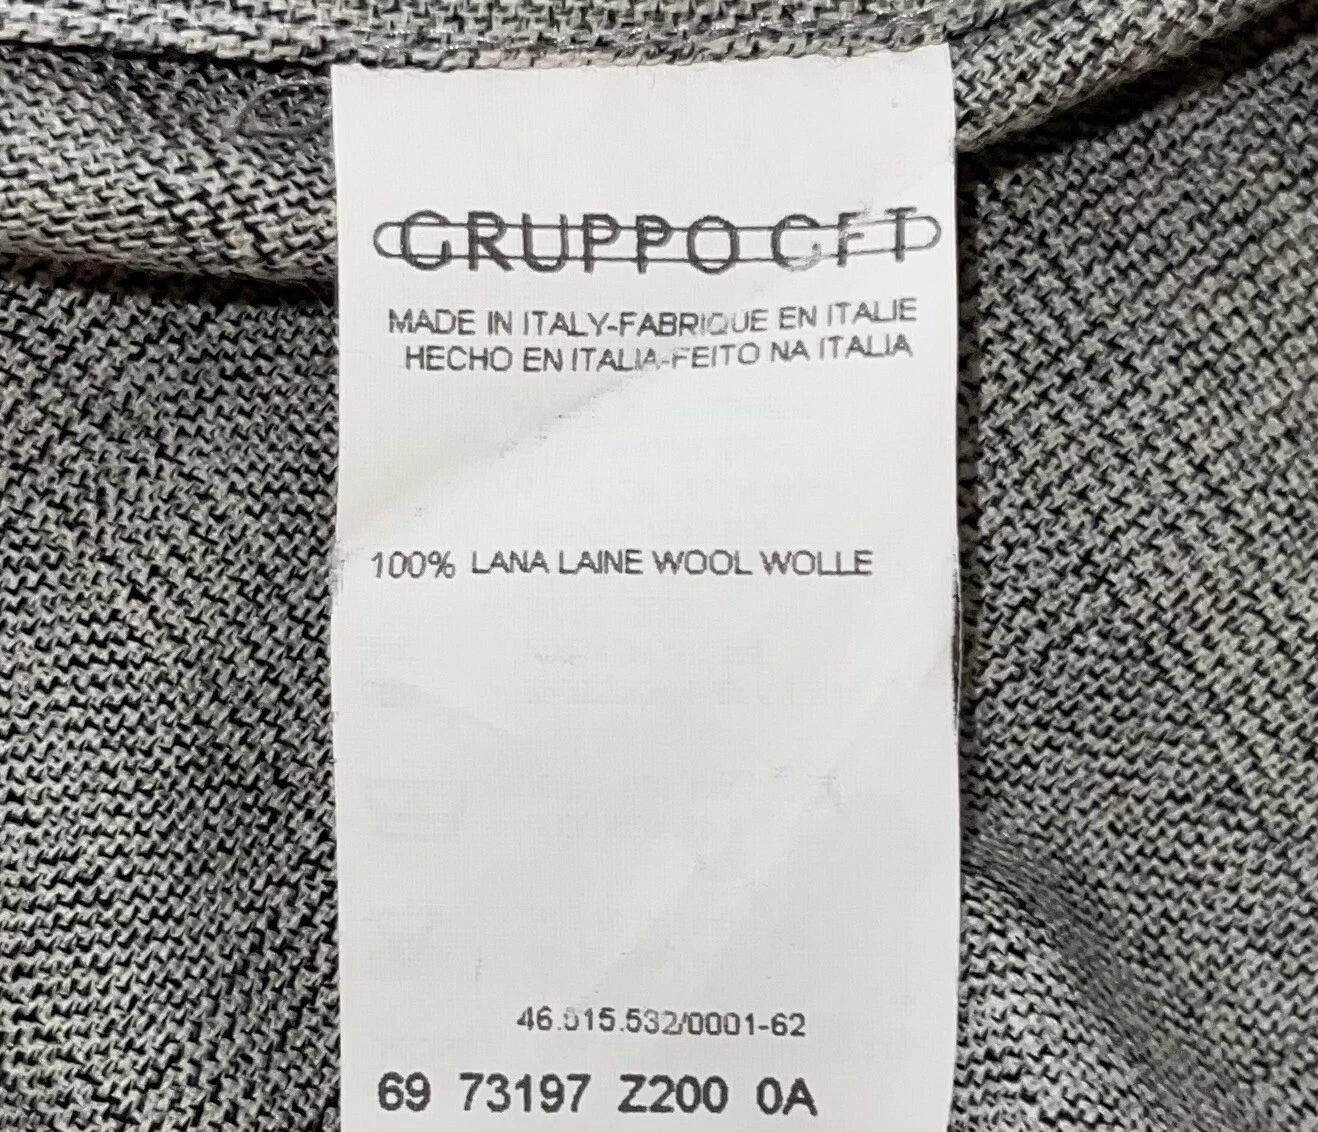 GRUPPO CFT
MADE IN ITALY-FABRIQUE EN ITALIE
HECHO EN ITALIA-FEITO NA ITALIA
100% LANA LAINE WOOL WOLLE
46.515.532/0001-62
69 73197 Z200 0A